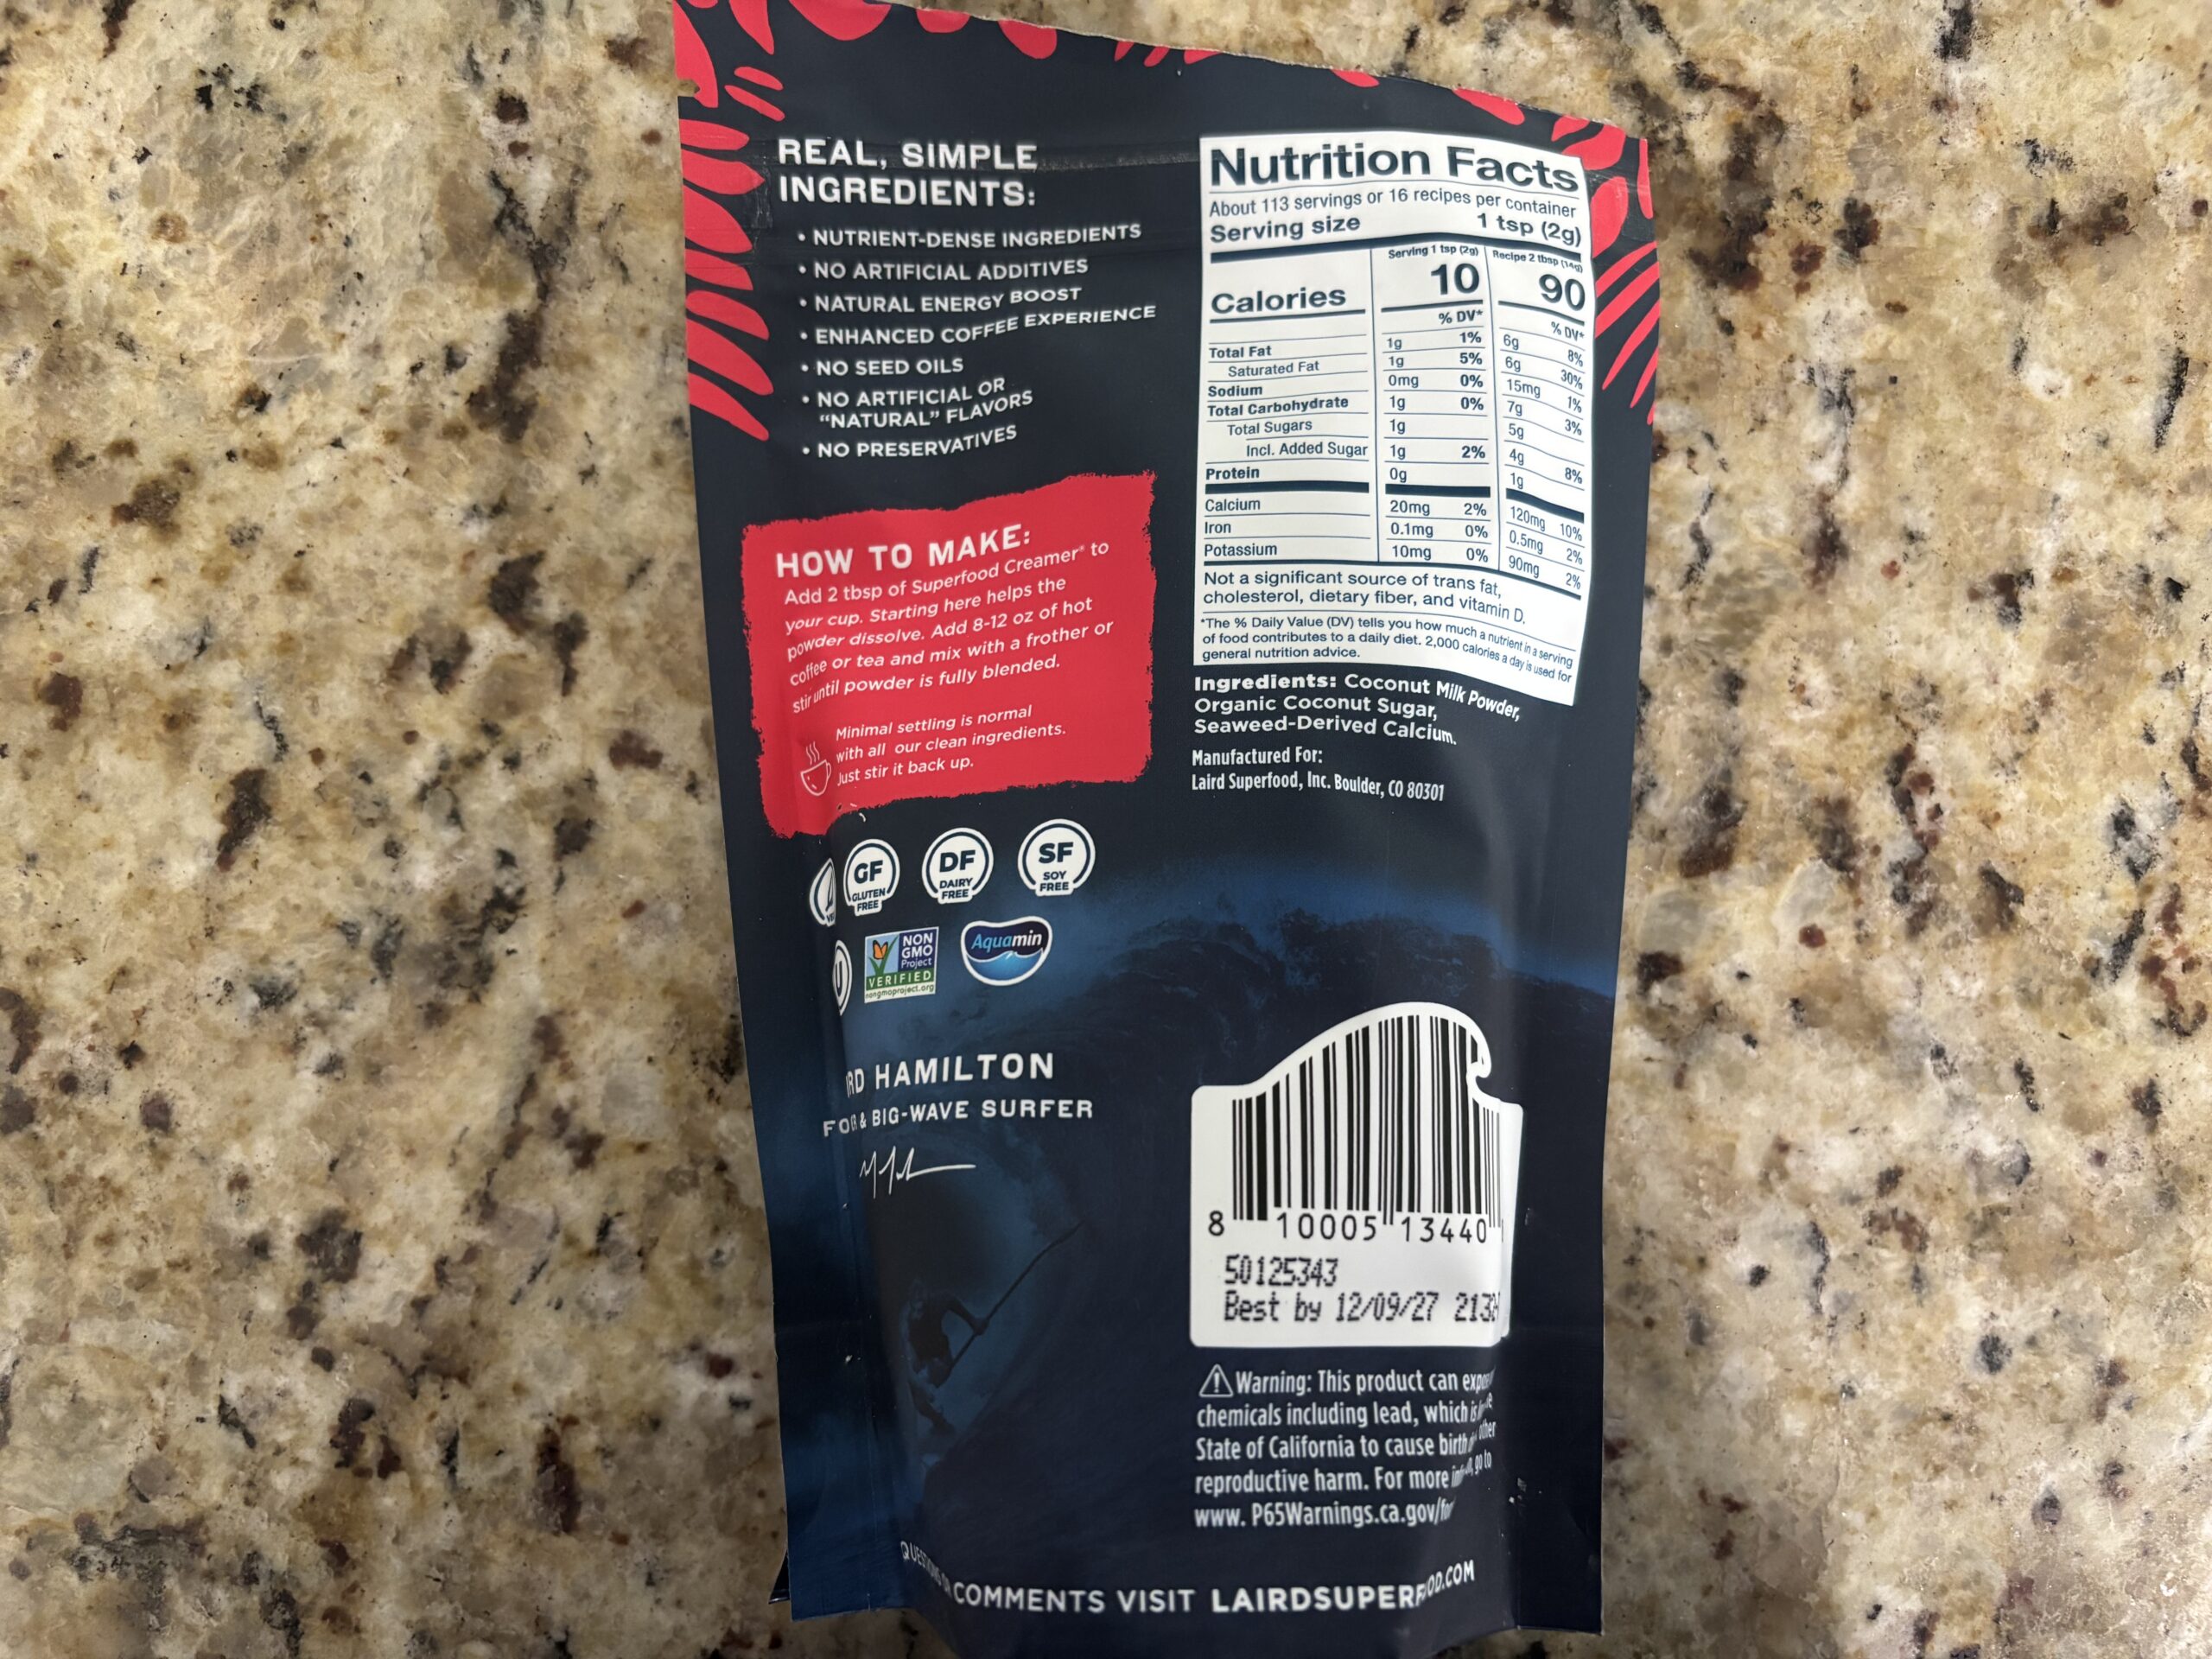 REAL, SIMPLE
INGREDIENTS:
• NUTRIENT-DENSE INGREDIENTS
• NO ARTIFICIAL ADDITIVES
• NATURAL ENERGY BOOST
• ENHANCED COFFEE EXPERIENCE
• NO SEED OILS
• NO ARTIFICIAL OR
“NATURAL” FLAVORS
• NO PRESERVATIVES
HOW TO MAKE:
Add 2 tbsp of Superfood Creamer® to
your cup. Starting here helps the
powder dissolve. Add 8-12 oz of hot
coffee or tea and mix with a frother or
stir until powder is fully blended.
Minimal settling is normal
with all our clean ingredients.
Just stir it back up.
GF
GLUTEN
FREE
DF
DAIRY
FREE
SF
SOY
FREE
U
NON
GMO
Project
VERIFIED
nongmoproject.org
Aquamin
HAMILTON
& BIG-WAVE SURFER
Nutrition Facts
About 113 servings or 16 recipes per container
Serving size 1 tsp (2g)
Serving 1 tsp (2g) Recipe 2 tbsp (14g)
Calories 10 90
% DV* % DV*
Total Fat 1g 1% 6g 8%
Saturated Fat 1g 5% 6g 30%
Sodium 0mg 0% 15mg 1%
Total Carbohydrate 1g 0% 7g 3%
Total Sugars 1g 5g
Incl. Added Sugar 1g 2% 4g 8%
Protein 0g 1g
Calcium 20mg 2% 120mg 10%
Iron 0.1mg 0% 0.5mg 2%
Potassium 10mg 0% 90mg 2%
Not a significant source of trans fat,
cholesterol, dietary fiber, and vitamin D.
*The % Daily Value (DV) tells you how much a nutrient in a serving
of food contributes to a daily diet. 2,000 calories a day is used for
general nutrition advice.
Ingredients: Coconut Milk Powder,
Organic Coconut Sugar,
Seaweed-Derived Calcium.
Manufactured For:
Laird Superfood, Inc. Boulder, CO 80301
8 10005 13440
50125343
Best by 12/09/27
Warning: This product can
chemicals including lead, which is
State of California to cause birth other
reproductive harm. For more go to
www. P65Warnings.ca.gov/
COMMENTS VISIT LAIRDSUPERFOOD.COM